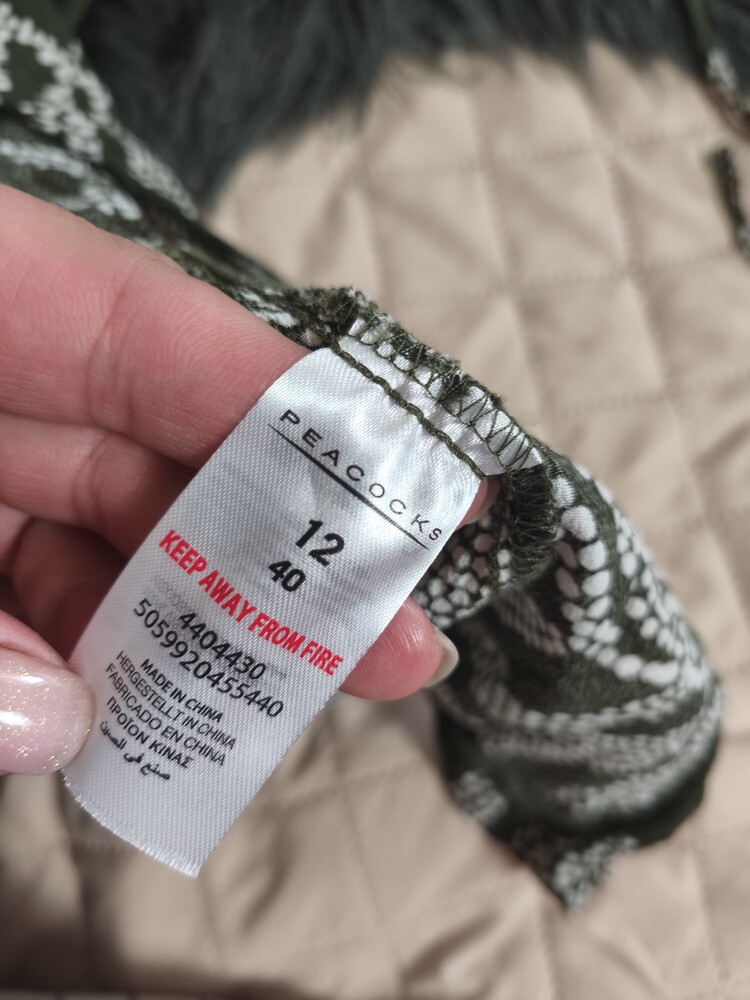 PEACOCKS
12
40
KEEP AWAY FROM FIRE
4404430
5059920455440
MADE IN CHINA
HERGESTELLT IN CHINA
FABRICADO EN CHINA
ΠΡΟΪΟΝ ΚΙΝΑΣ
صنع في الصين